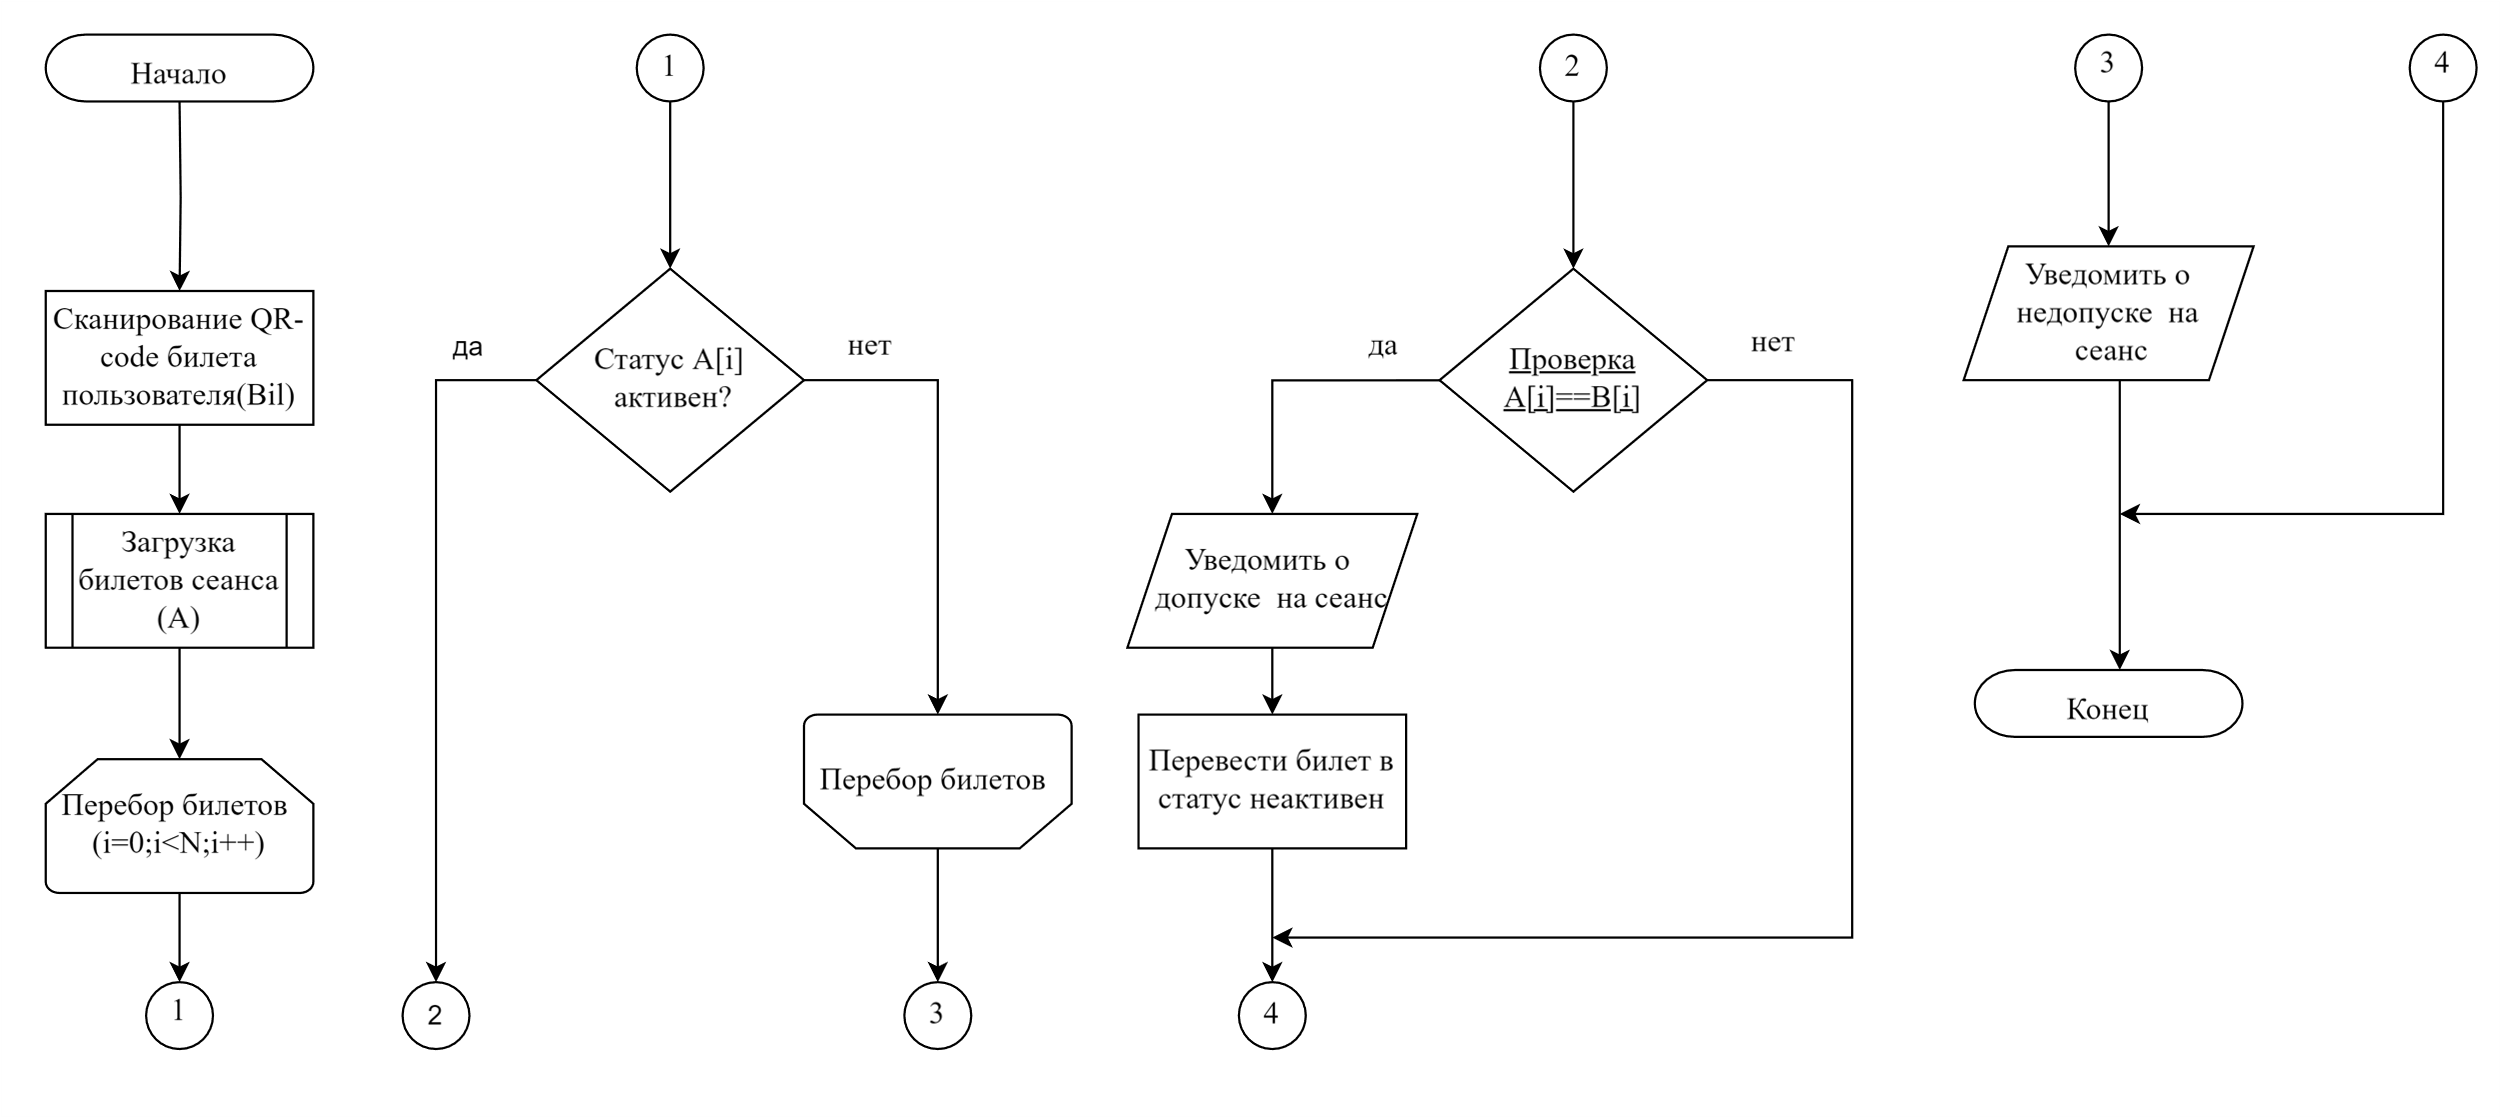 Начало
Сканирование QR-
code билета
пользователя(Bil)
Загрузка
билетов сеанса
(A)
Перебор билетов
(i=0;i<N;i++)
1
1
Статус A[i]
активен?
да
нет
2
Перебор билетов
3
2
Проверка
A[i]==B[i]
да
нет
Уведомить о
допуске  на сеанс
Перевести билет в
статус неактивен
4
3
Уведомить о
недопуске  на
сеанс
4
Конец